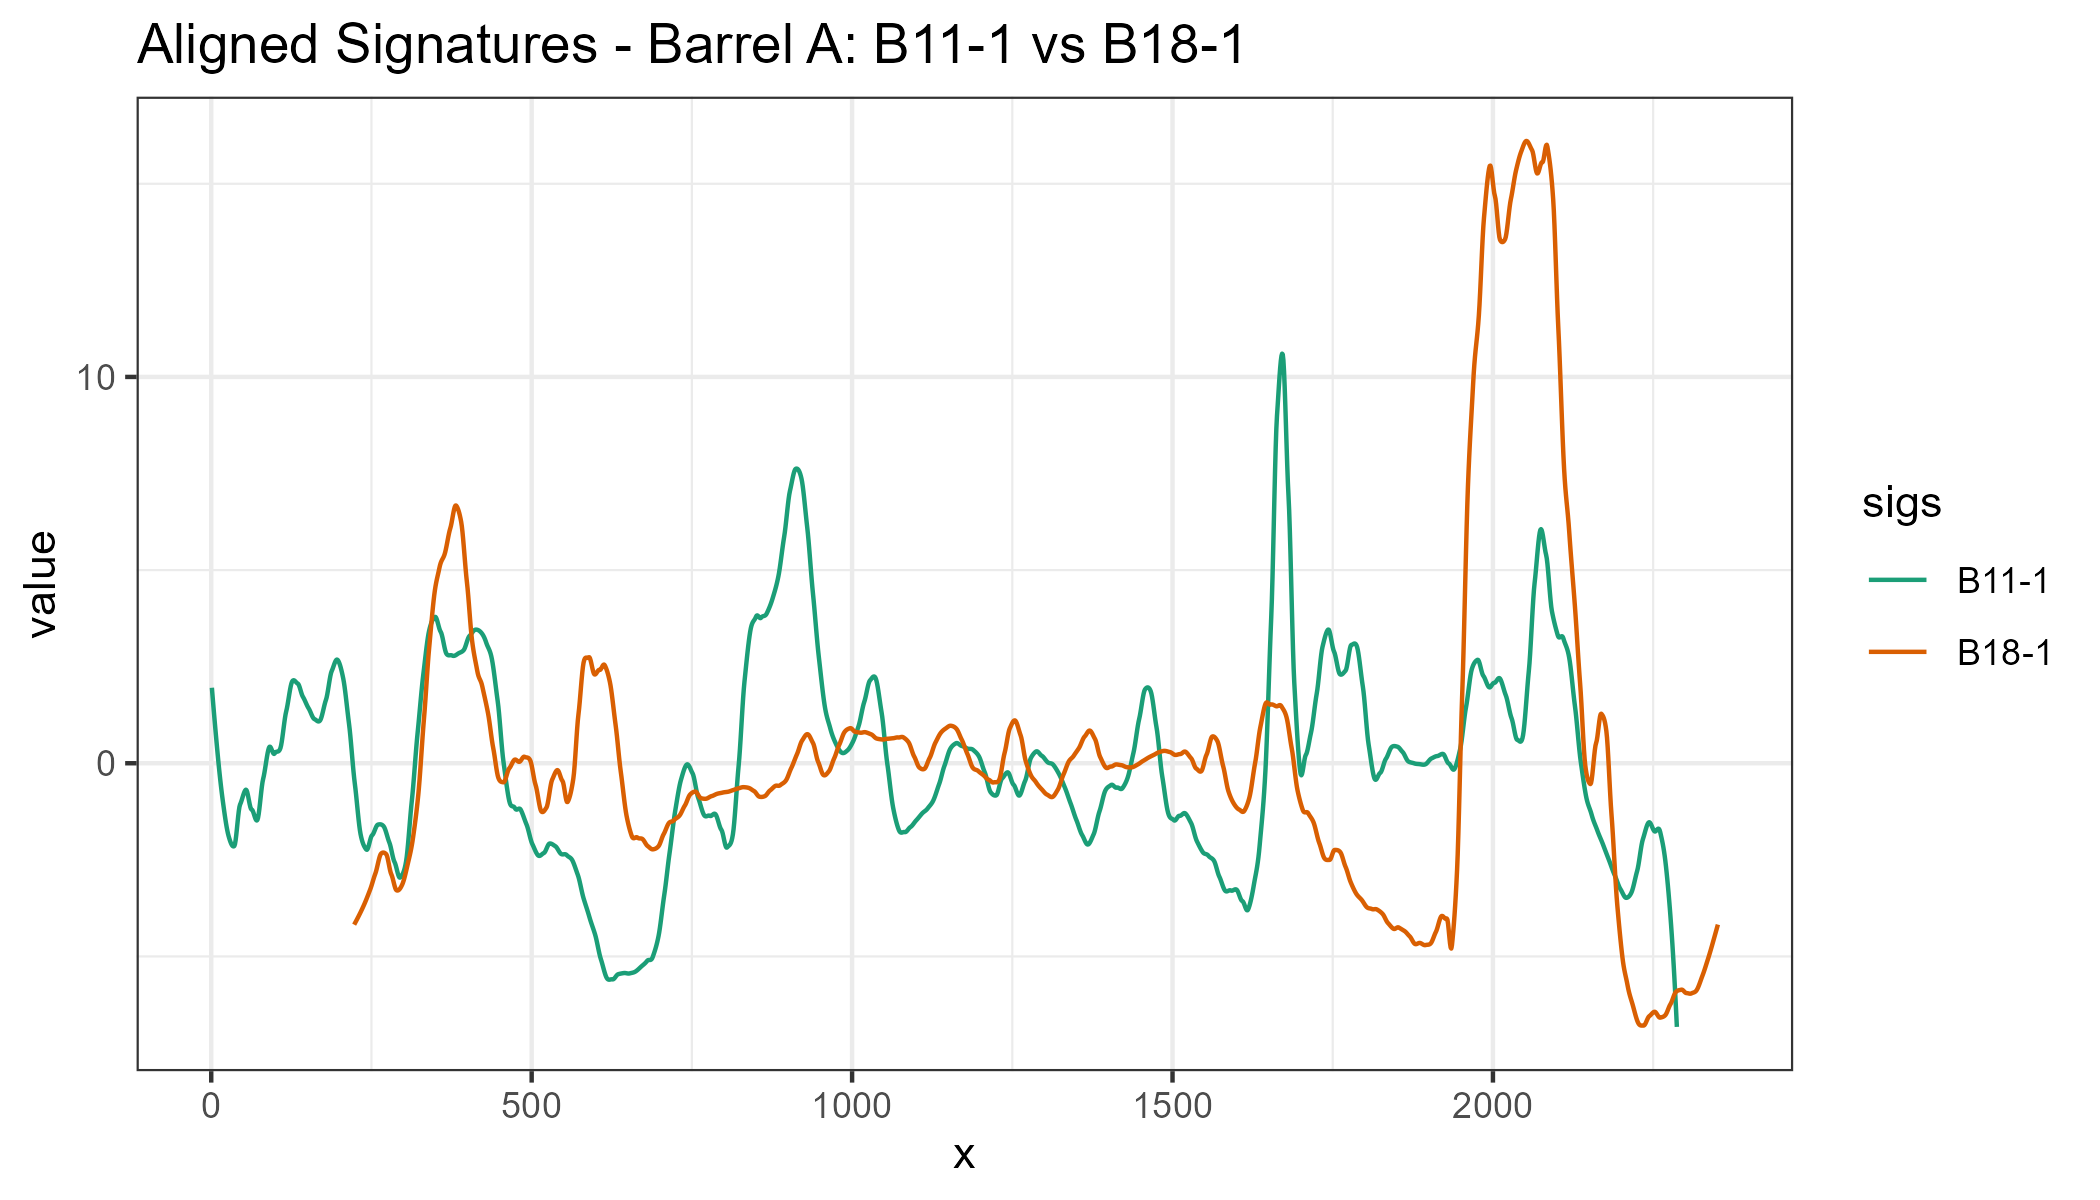 Aligned Signatures - Barrel A: B11-1 vs B18-1
value
10
0
0 500 1000 1500 2000
x
sigs
B11-1
B18-1